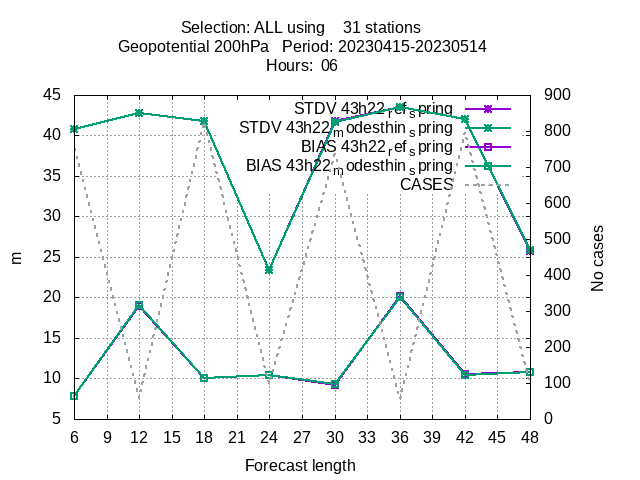 Selection: ALL using    31 stations
Geopotential 200hPa   Period: 20230415-20230514
Hours:  06
STDV 43h22_ref_spring
STDV 43h22_modesthin_spring
BIAS 43h22_ref_spring
BIAS 43h22_modesthin_spring
CASES
45
40
35
30
25
20
15
10
5
m
900
800
700
600
500
400
300
200
100
0
No cases
6 9 12 15 18 21 24 27 30 33 36 39 42 45 48
Forecast length